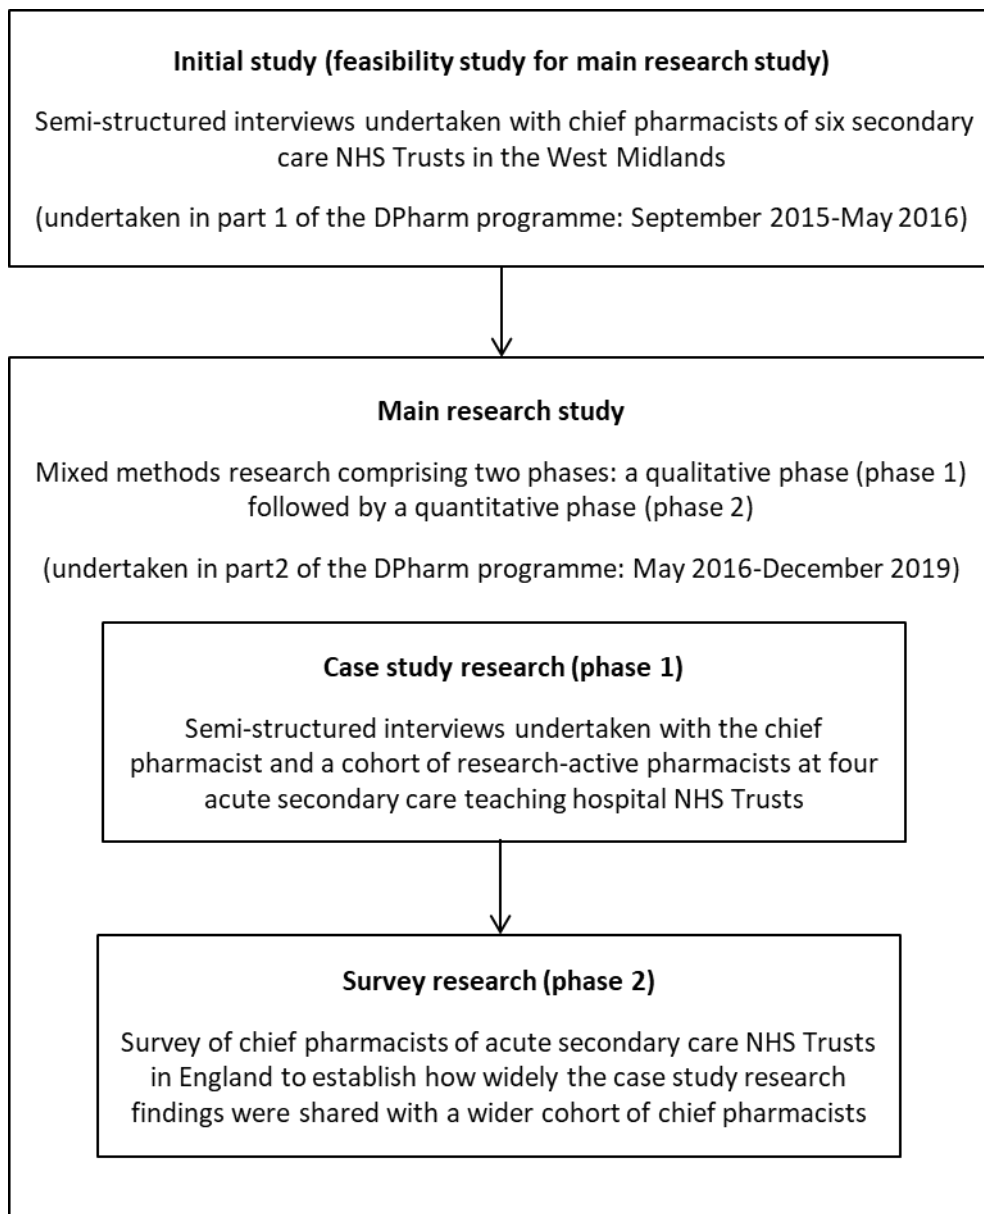 Initial study (feasibility study for main research study)
Semi-structured interviews undertaken with chief pharmacists of six secondary
care NHS Trusts in the West Midlands
(undertaken in part 1 of the DPharm programme: September 2015-May 2016)
Main research study
Mixed methods research comprising two phases: a qualitative phase (phase 1)
followed by a quantitative phase (phase 2)
(undertaken in part2 of the DPharm programme: May 2016-December 2019)
Case study research (phase 1)
Semi-structured interviews undertaken with the chief
pharmacist and a cohort of research-active pharmacists at four
acute secondary care teaching hospital NHS Trusts
Survey research (phase 2)
Survey of chief pharmacists of acute secondary care NHS Trusts
in England to establish how widely the case study research
findings were shared with a wider cohort of chief pharmacists